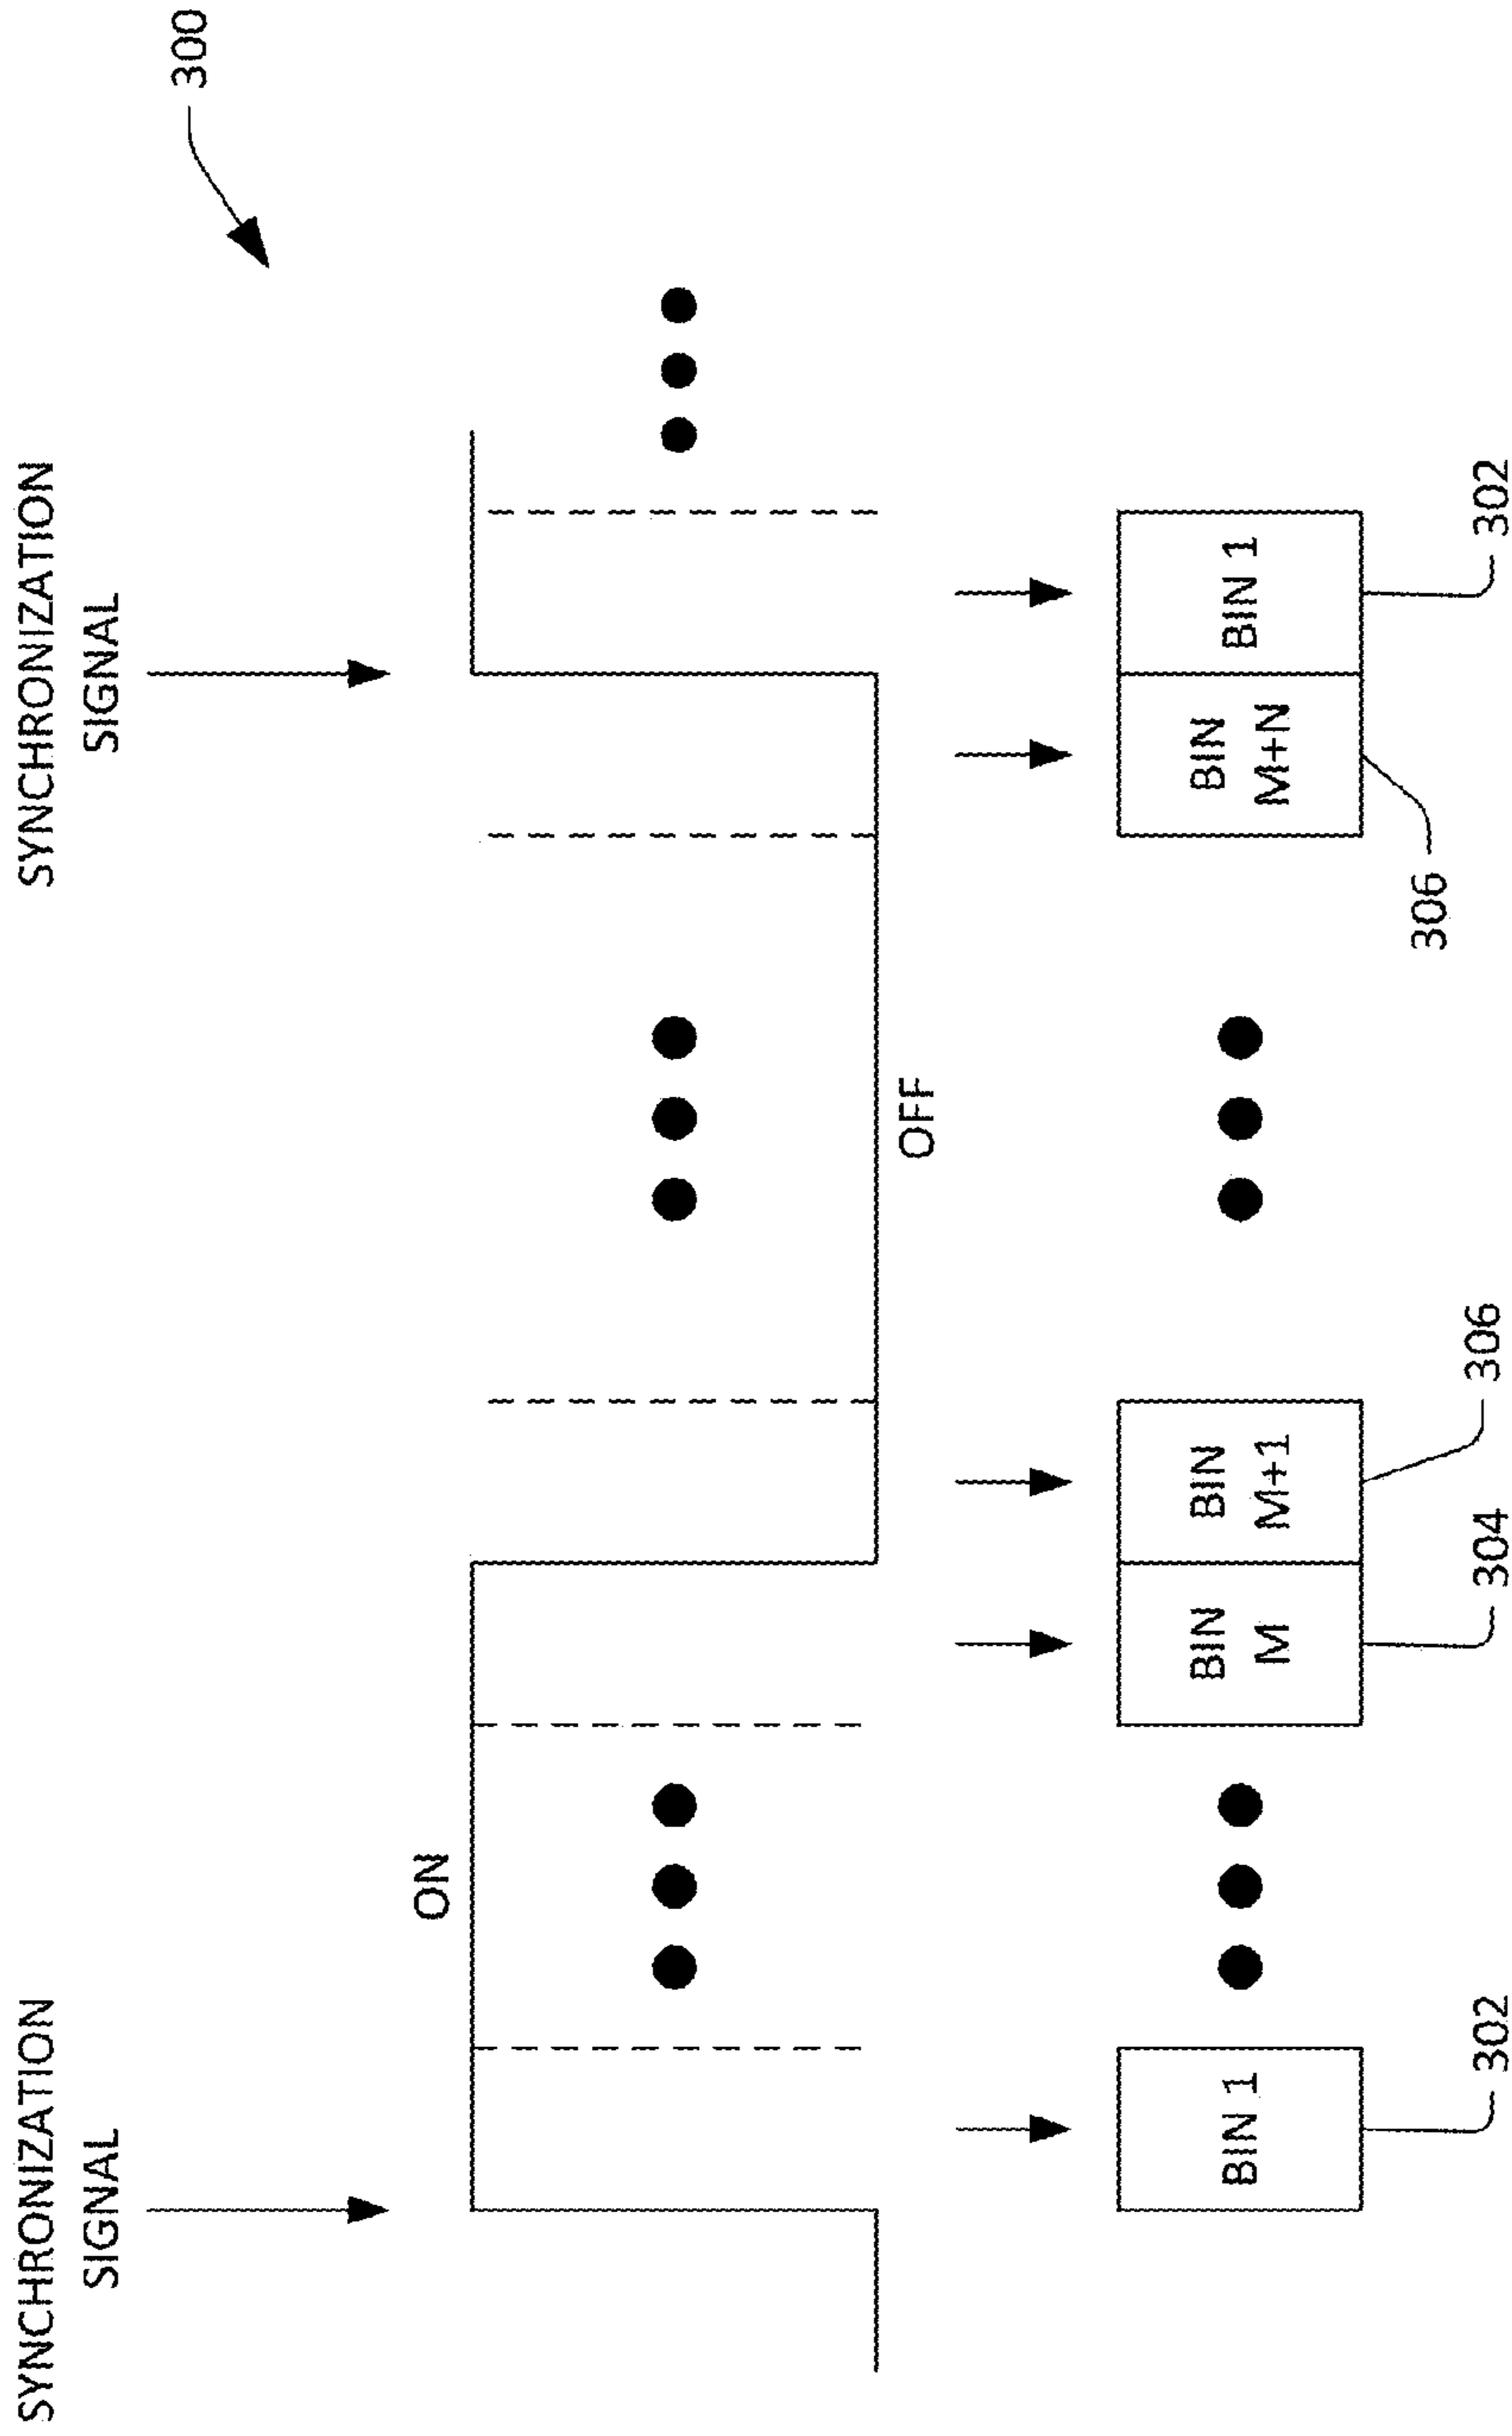 SYNCHRONIZATION
SIGNAL
SYNCHRONIZATION
SIGNAL
300
ON
OFF
BIN 1
BIN
M
BIN
M+1
BIN
M+N
BIN 1
302
304
306
306
302